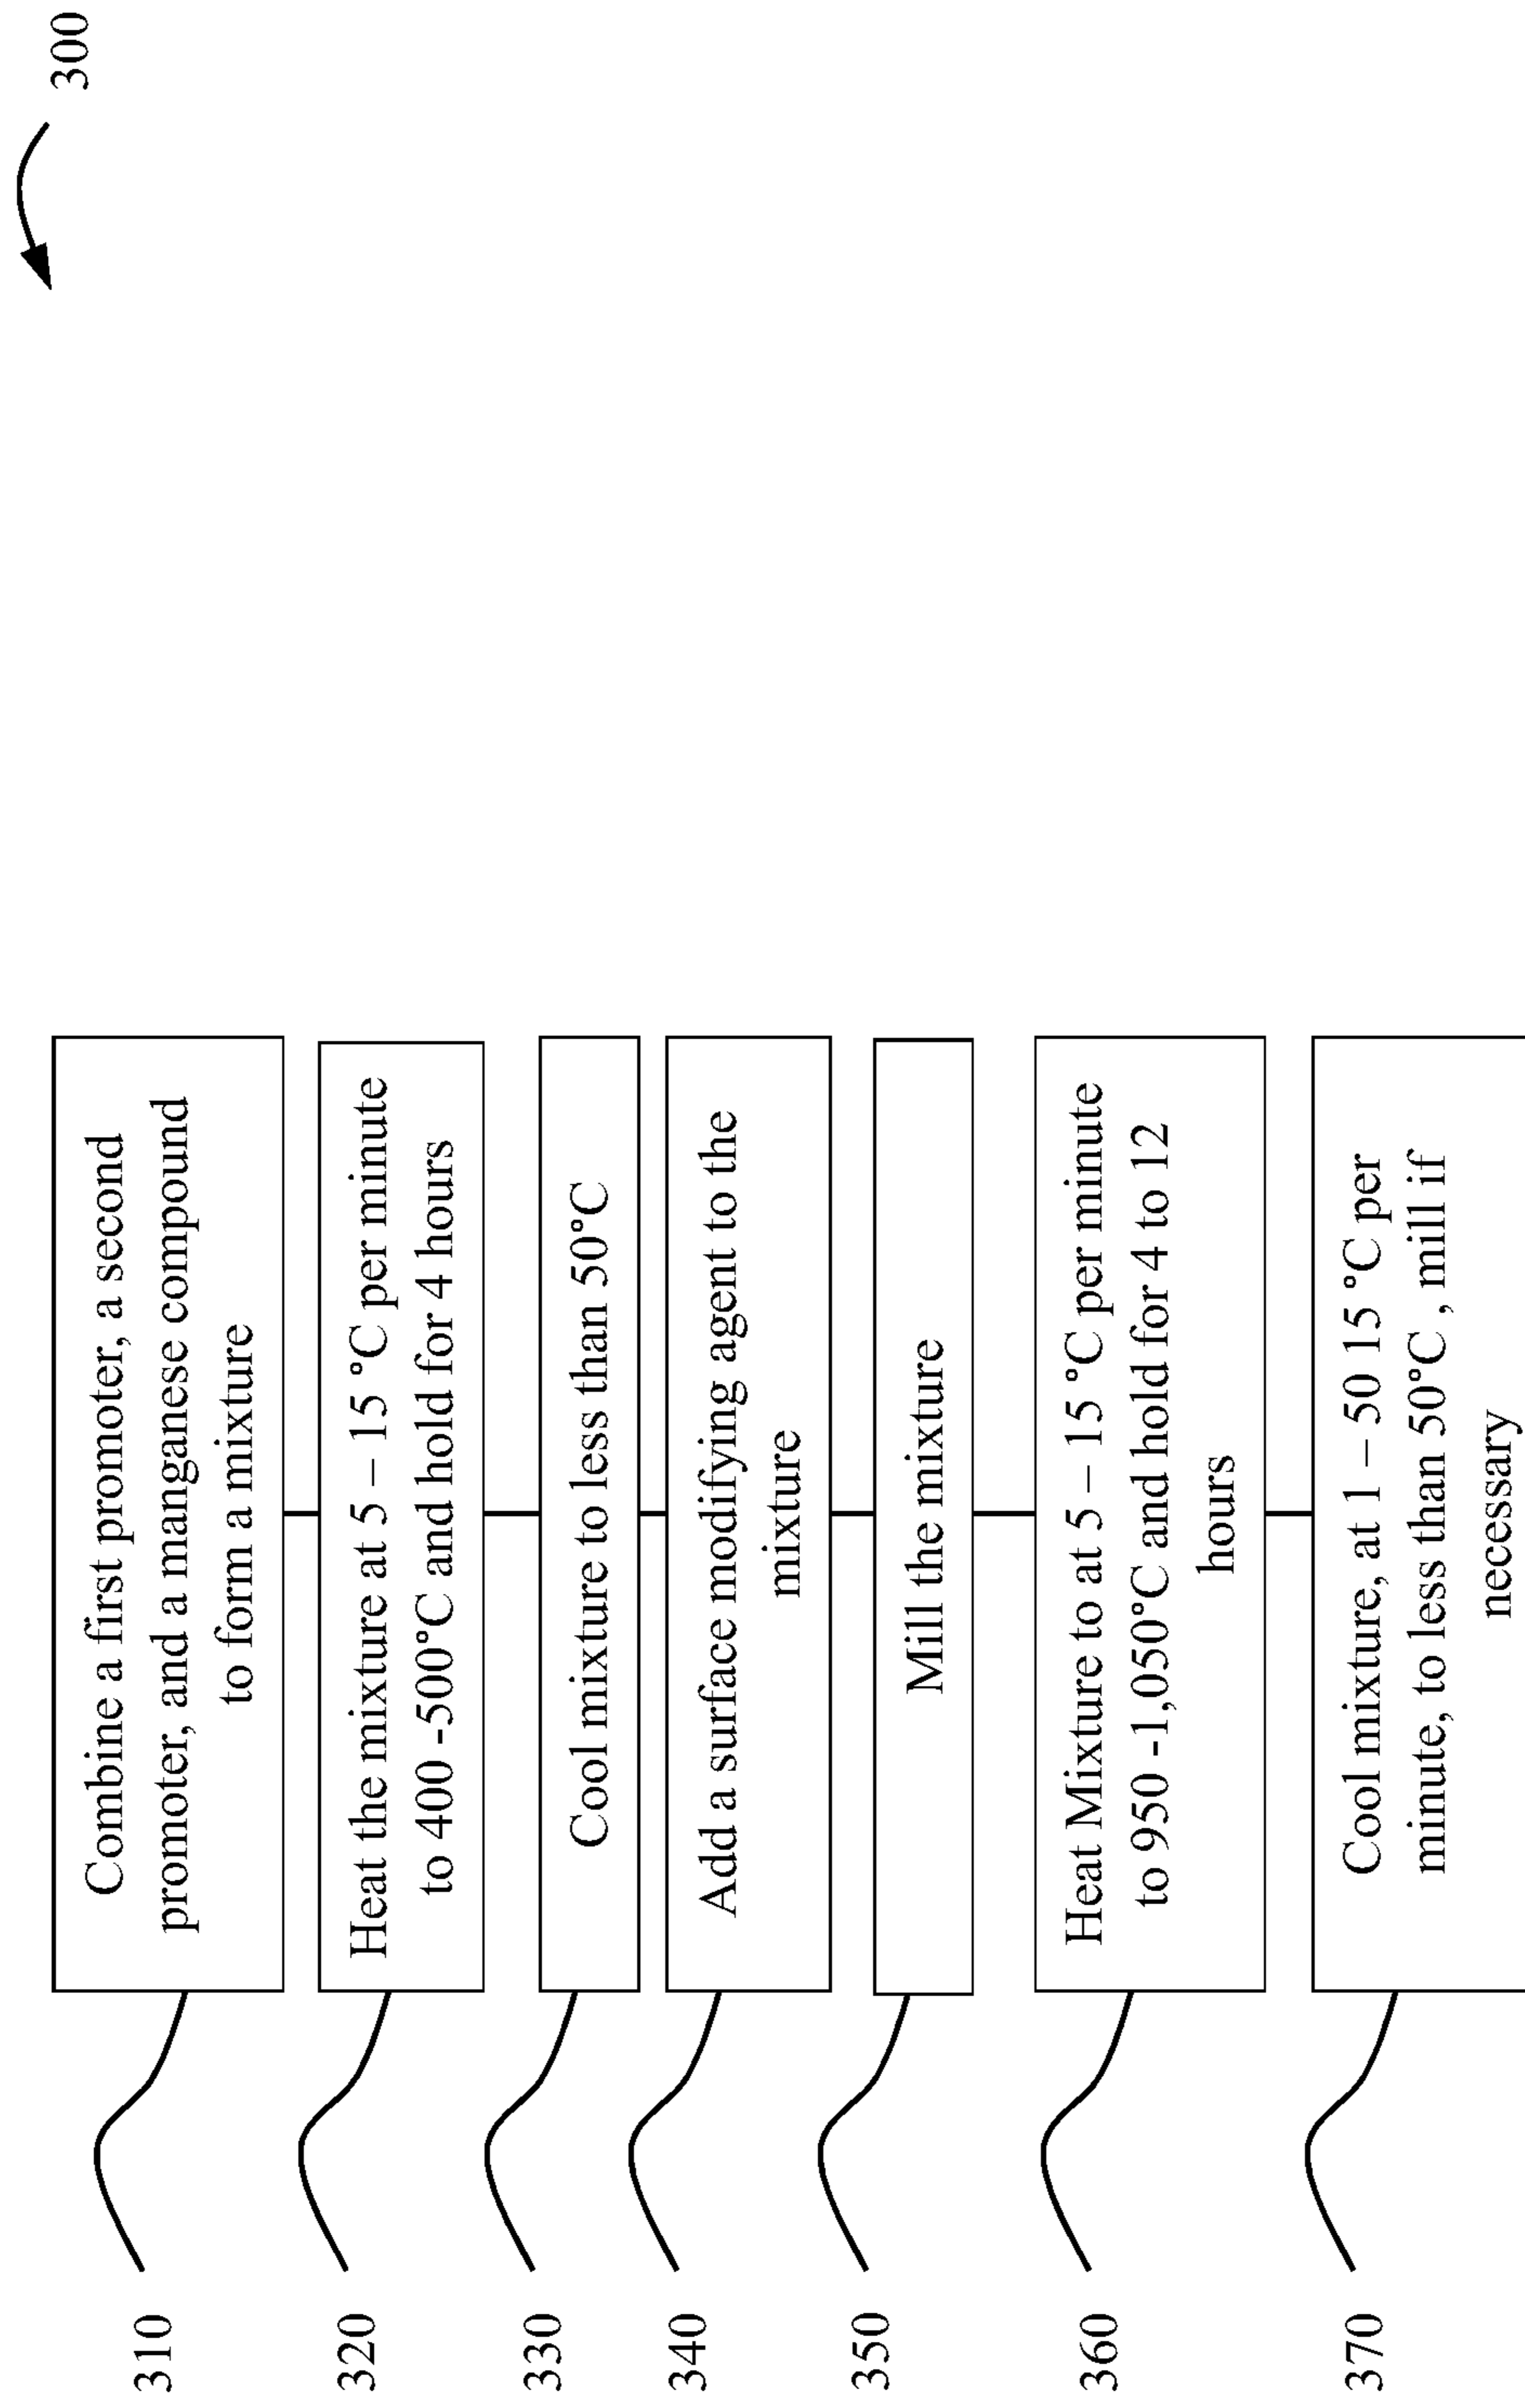 300
310
Combine a first promoter, a second
promoter, and a manganese compound
to form a mixture
320
Heat the mixture at 5 – 15 °C per minute
to 400 -500°C and hold for 4 hours
330
Cool mixture to less than 50°C
340
Add a surface modifying agent to the
mixture
350
Mill the mixture
360
Heat Mixture to at 5 – 15 °C per minute
to 950 -1,050°C and hold for 4 to 12
hours
370
Cool mixture, at 1 – 50 15 °C per
minute, to less than 50°C , mill if
necessary